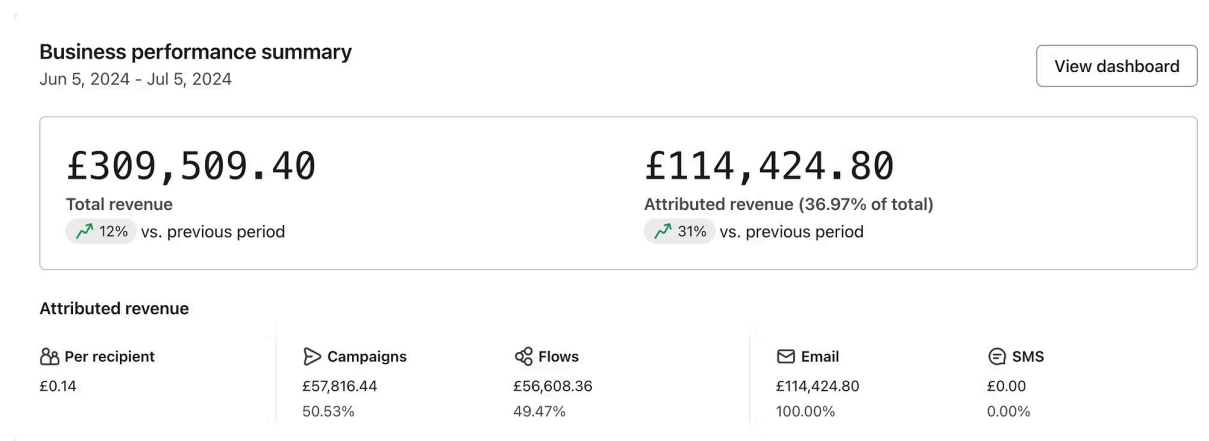 Business performance summary
Jun 5, 2024 - Jul 5, 2024
View dashboard
£309,509.40
Total revenue
12% vs. previous period
£114,424.80
Attributed revenue (36.97% of total)
31% vs. previous period
Attributed revenue
Per recipient
£0.14
Campaigns
£57,816.44
50.53%
Flows
£56,608.36
49.47%
Email
£114,424.80
100.00%
SMS
£0.00
0.00%